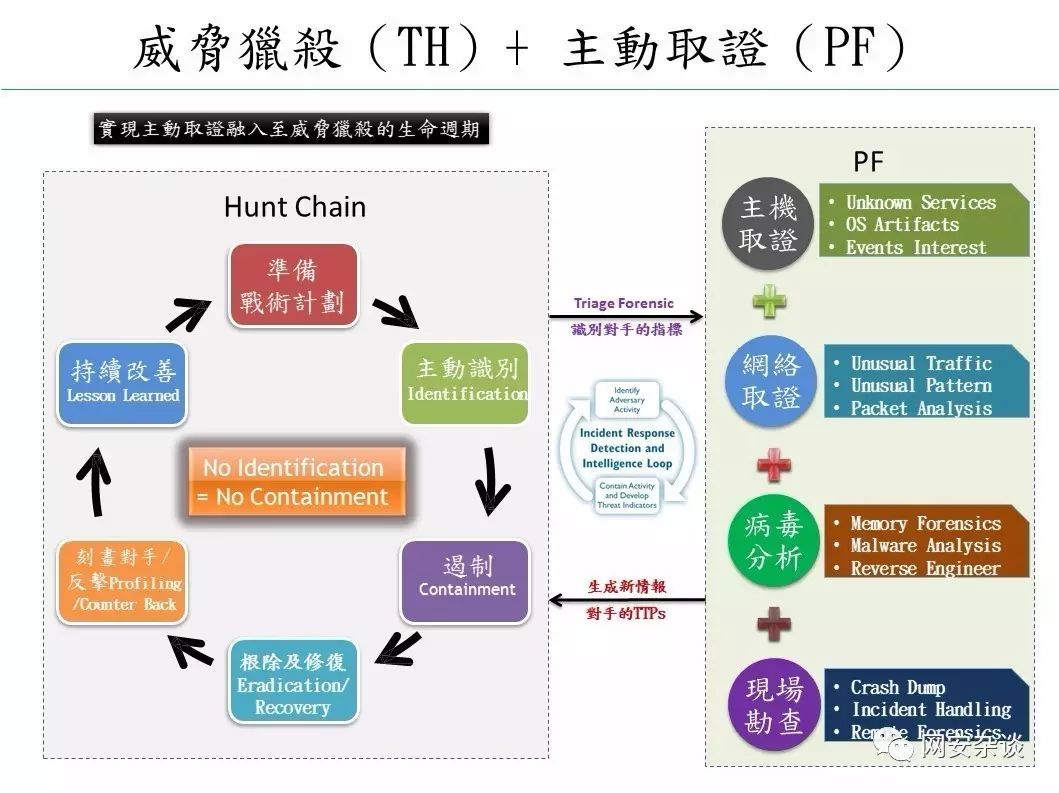 威脅獵殺（TH）+ 主動取證（PF）
實現主動取證融入至威脅獵殺的生命週期
Hunt Chain
準備
戰術計劃
主動識別
Identification
遏制
Containment
根除及修復
Eradication/
Recovery
刻畫對手/
反擊Profiling
/Counter Back
持續改善
Lesson Learned
No Identification
= No Containment
Triage Forensic
識別對手的指標
Identify
Adversary
Activity
Incident Response
Detection and
Intelligence Loop
Contain Activity
and Develop
Threat Indicators
生成新情報
對手的TTPs
PF
主機
取證
• Unknown Services
• OS Artifacts
• Events Interest
網絡
取證
• Unusual Traffic
• Unusual Pattern
• Packet Analysis
病毒
分析
• Memory Forensics
• Malware Analysis
• Reverse Engineer
現場
勘查
• Crash Dump
• Incident Handling
• Remote Forensics
网安杂谈